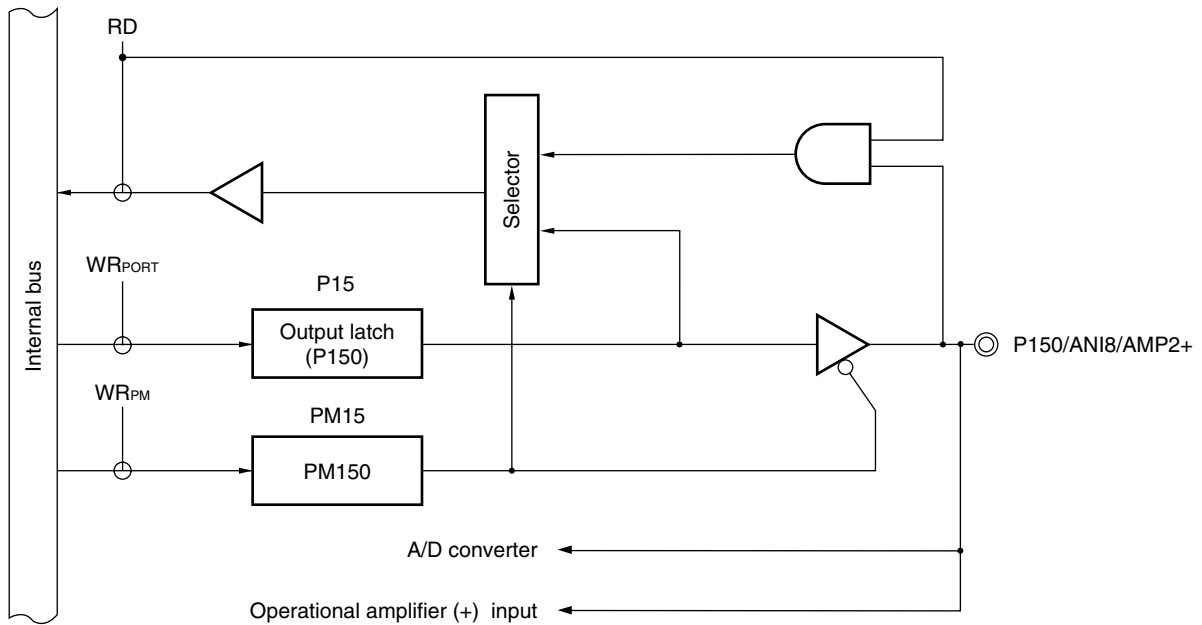 RD
Selector
Internal bus
WRPORT
P15
Output latch
(P150)
P150/ANI8/AMP2+
WRPM
PM15
PM150
A/D converter
Operational amplifier (+) input